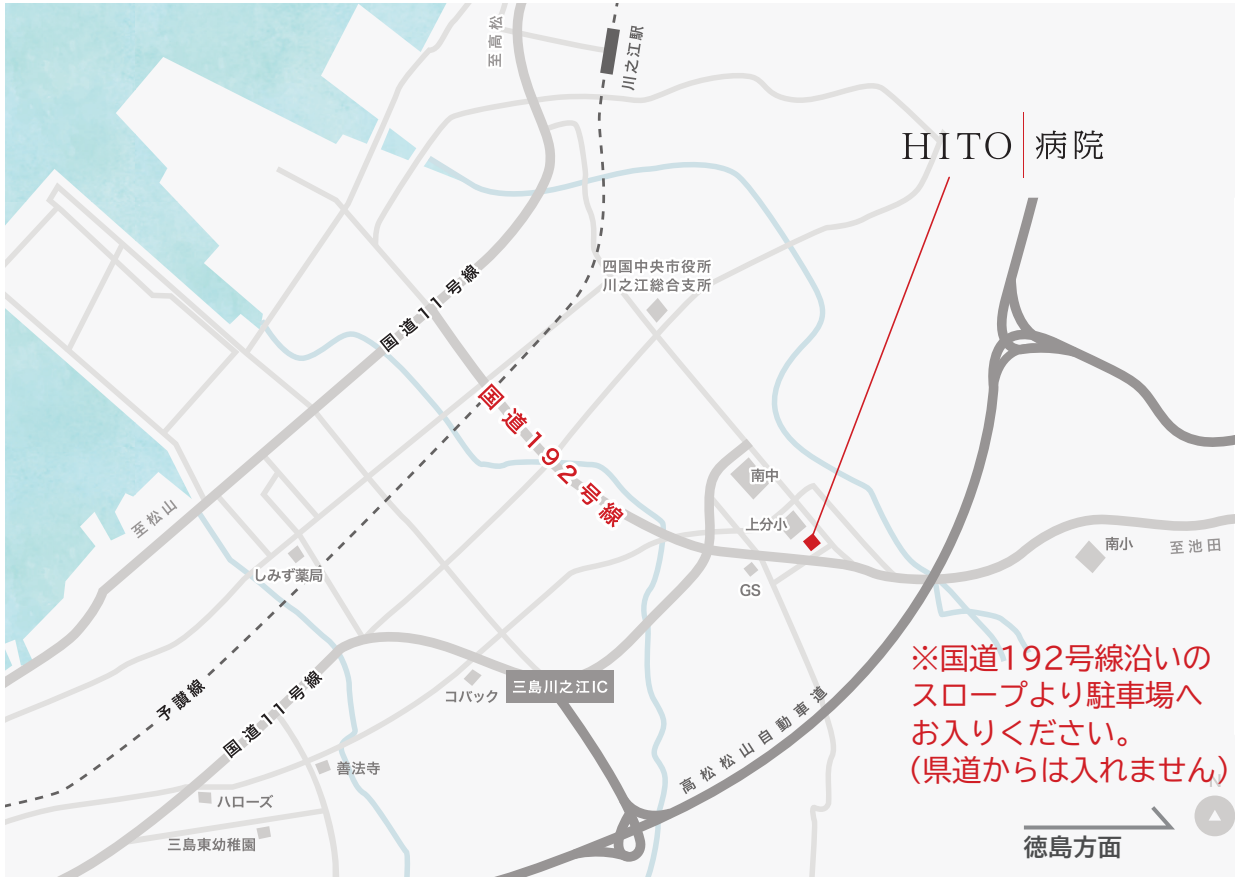 至高松
川之江駅
HITO 病院
四国中央市役所
川之江総合支所
国道11号線
国道192号線
南中
上分小
至松山
南小
至池田
しみず薬局
GS
※国道192号線沿いの
スロープより駐車場へ
お入りください。
(県道からは入れません)
三島川之江IC
コバック
予讃線
国道11号線
高松松山自動車道
善法寺
ハローズ
N
三島東幼稚園
徳島方面